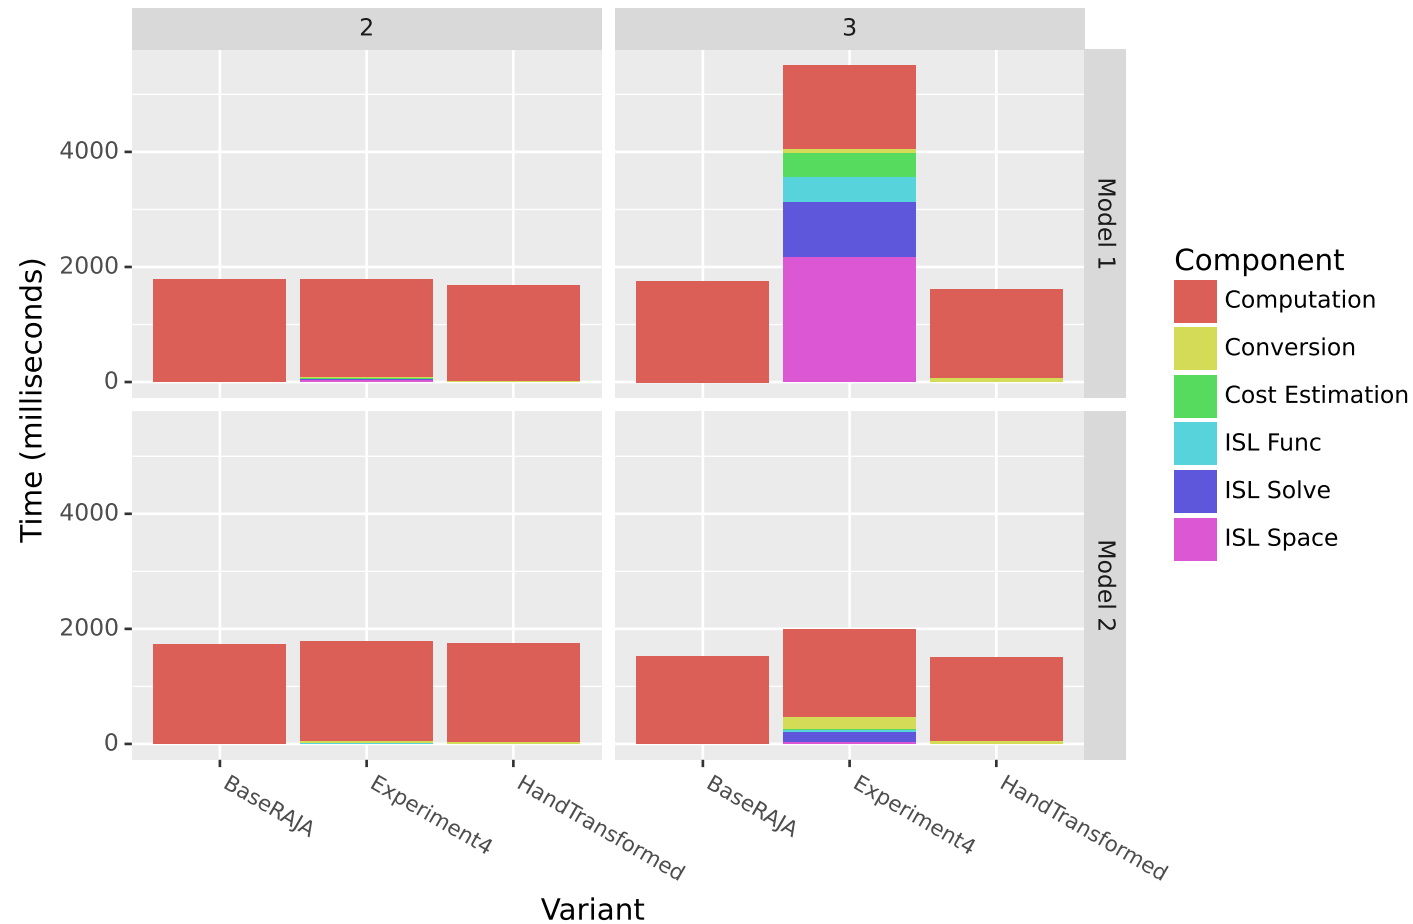 2
3
4000
2000
0
Model 1
4000
2000
0
Model 2
Time (milliseconds)
BaseRAJA
Experiment4
HandTransformed
BaseRAJA
Experiment4
HandTransformed
Variant
Component
Computation
Conversion
Cost Estimation
ISL Func
ISL Solve
ISL Space